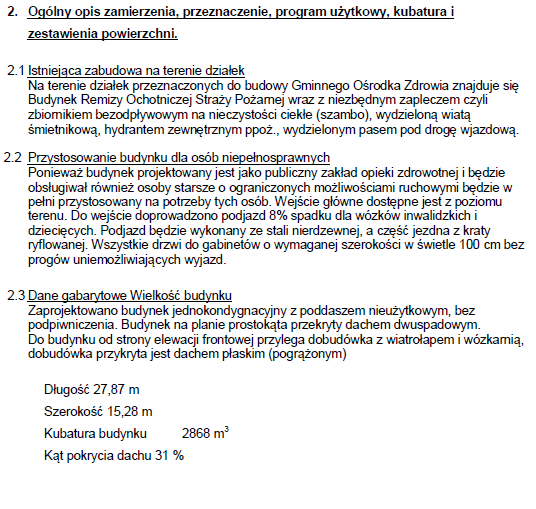 2. Ogólny opis zamierzenia, przeznaczenie, program użytkowy, kubatura i
zestawienia powierzchni.
2.1 Istniejąca zabudowa na terenie działek
Na terenie działek przeznaczonych do budowy Gminnego Ośrodka Zdrowia znajduje się
Budynek Remizy Ochotniczej Straży Pożarnej wraz z niezbędnym zapleczem czyli
zbiornikiem bezodpływowym na nieczystości ciekłe (szambo), wydzieloną wiatą
śmietnikową, hydrantem zewnętrznym ppoż., wydzielonym pasem pod drogę wjazdową.
2.2 Przystosowanie budynku dla osób niepełnosprawnych
Ponieważ budynek projektowany jest jako publiczny zakład opieki zdrowotnej i będzie
obsługiwał również osoby starsze o ograniczonych możliwościami ruchowymi będzie w
pełni przystosowany na potrzeby tych osób. Wejście główne dostępne jest z poziomu
terenu. Do wejście doprowadzono podjazd 8% spadku dla wózków inwalidzkich i
dziecięcych. Podjazd będzie wykonany ze stali nierdzewnej, a część jezdna z kraty
ryflowanej. Wszystkie drzwi do gabinetów o wymaganej szerokości w świetle 100 cm bez
progów uniemożliwiających wyjazd.
2.3 Dane gabarytowe Wielkość budynku
Zaprojektowano budynek jednokondygnacyjny z poddaszem nieużytkowym, bez
podpiwniczenia. Budynek na planie prostokąta przekryty dachem dwuspadowym.
Do budynku od strony elewacji frontowej przylega dobudówka z wiatrołapem i wózkarnią,
dobudówka przykryta jest dachem płaskim (pogrążonym)
Długość 27,87 m
Szerokość 15,28 m
Kubatura budynku 2868 m³
Kąt pokrycia dachu 31 %